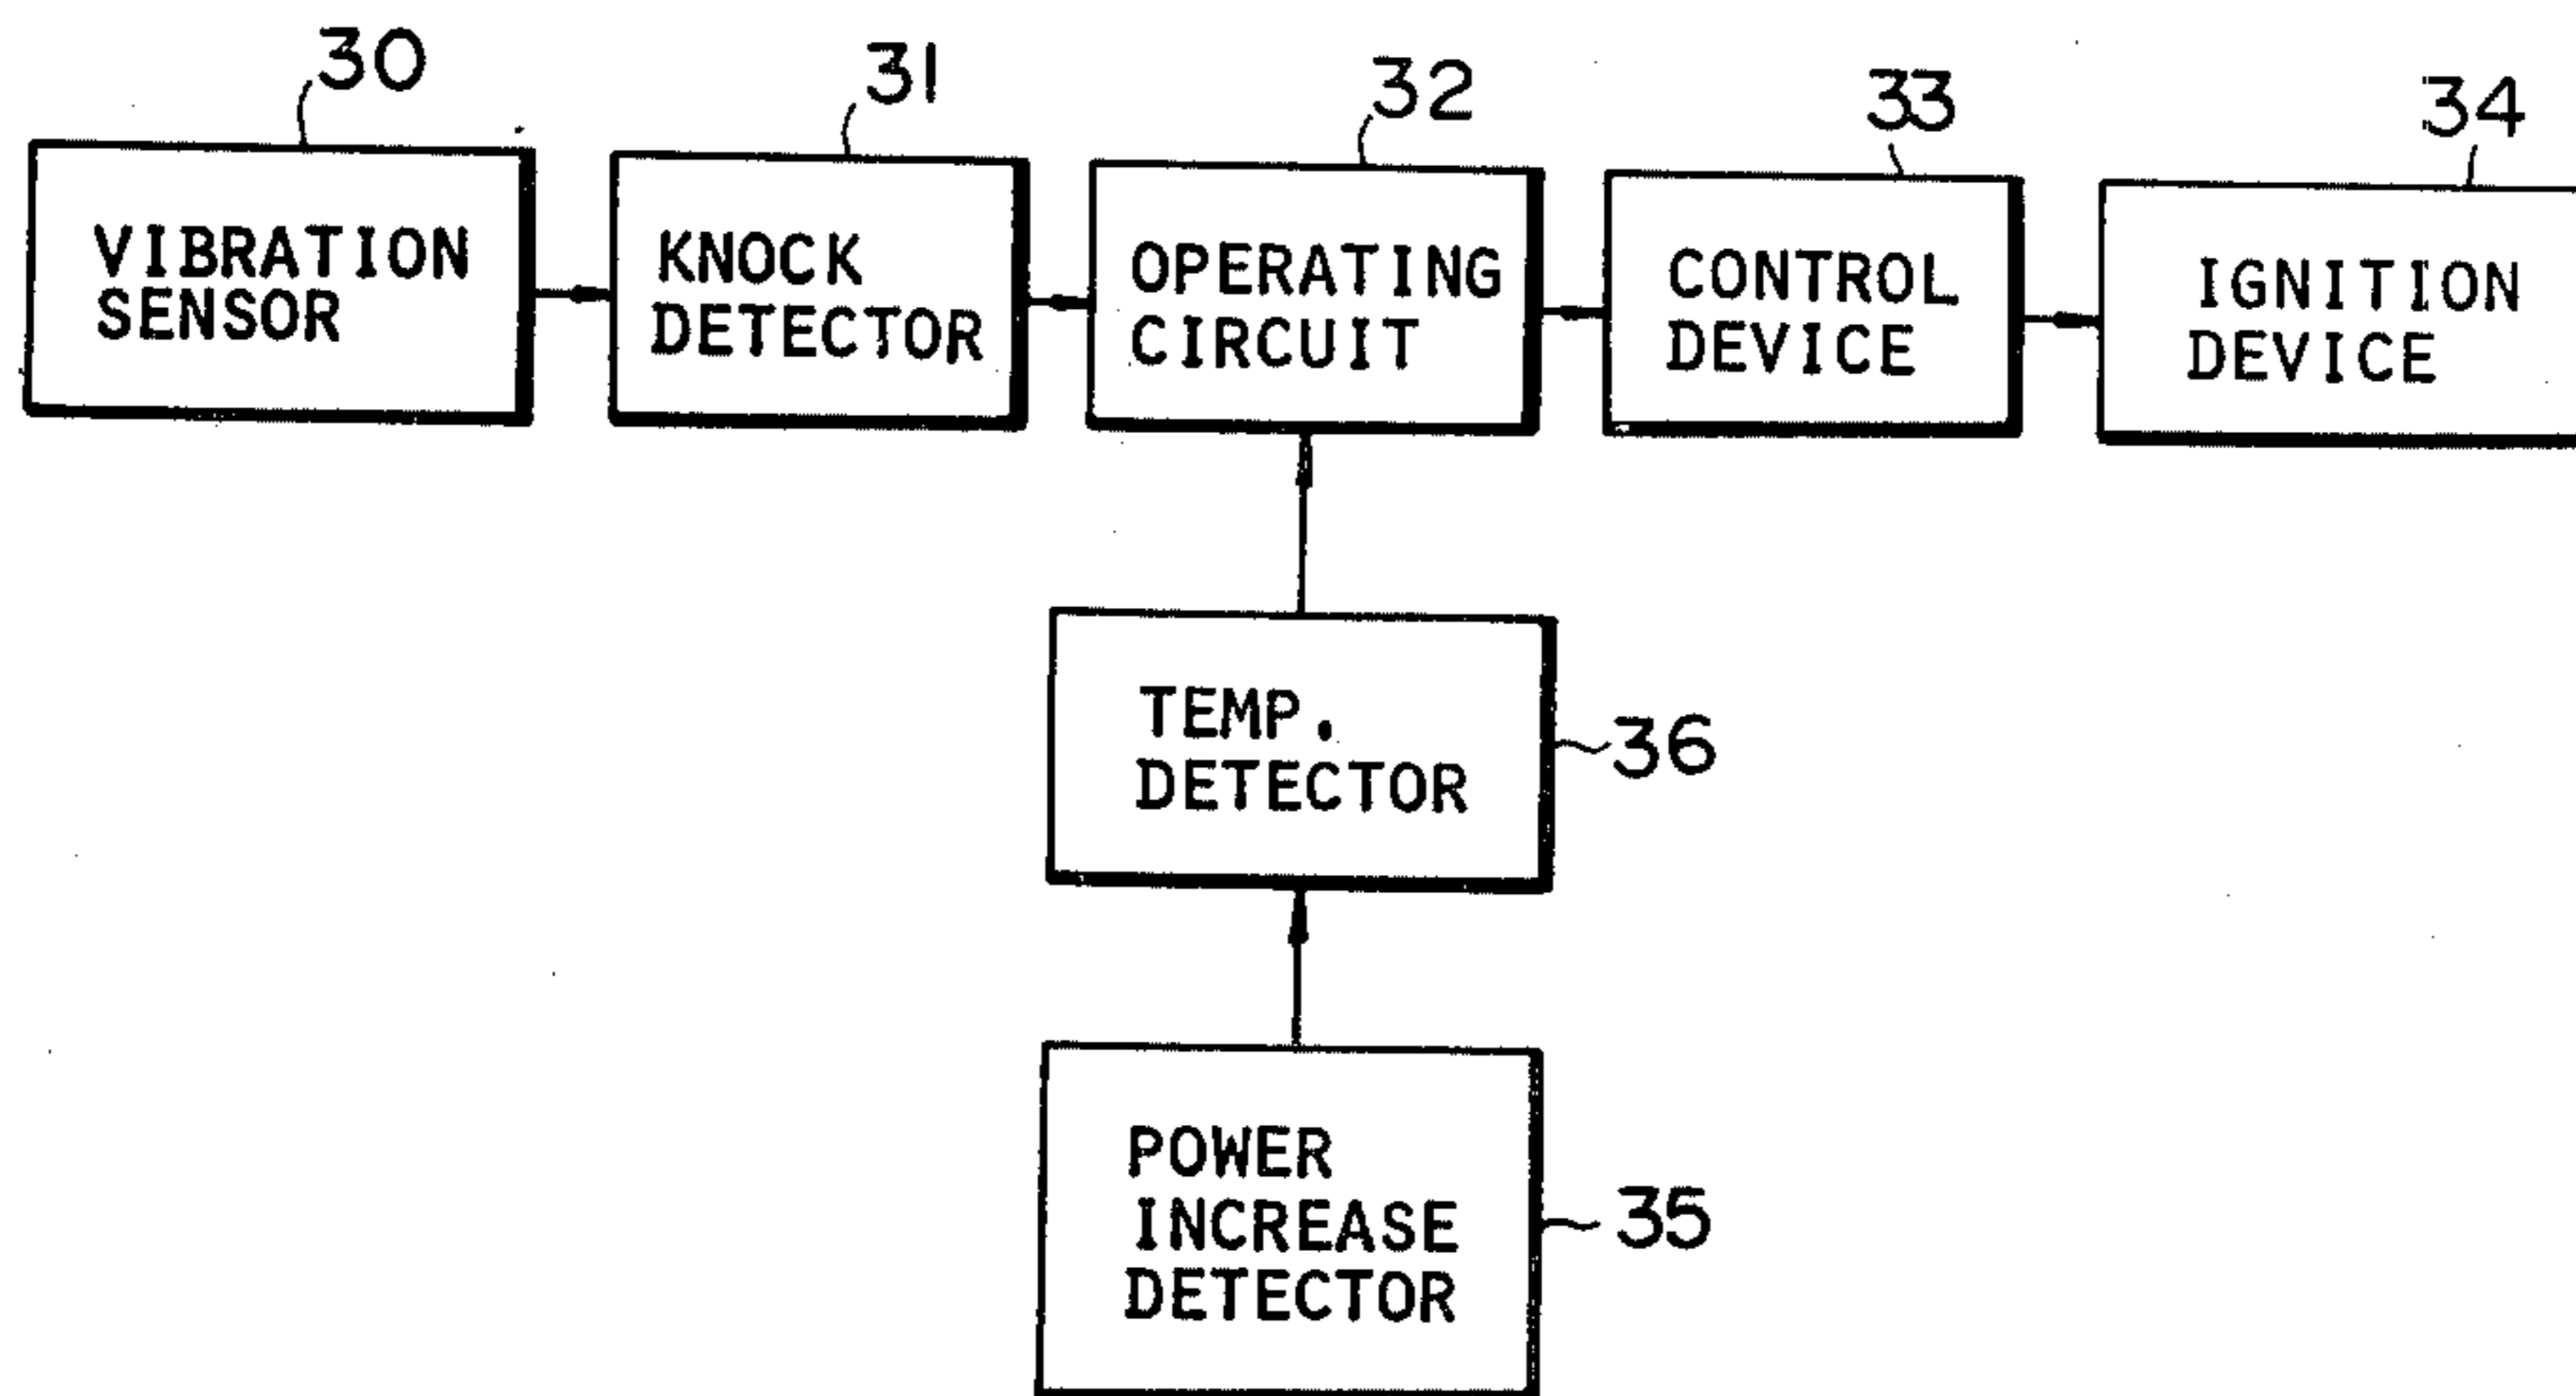 30
31
32
33
34
VIBRATION
SENSOR
KNOCK
DETECTOR
OPERATING
CIRCUIT
CONTROL
DEVICE
IGNITION
DEVICE
TEMP.
DETECTOR
36
POWER
INCREASE
DETECTOR
35